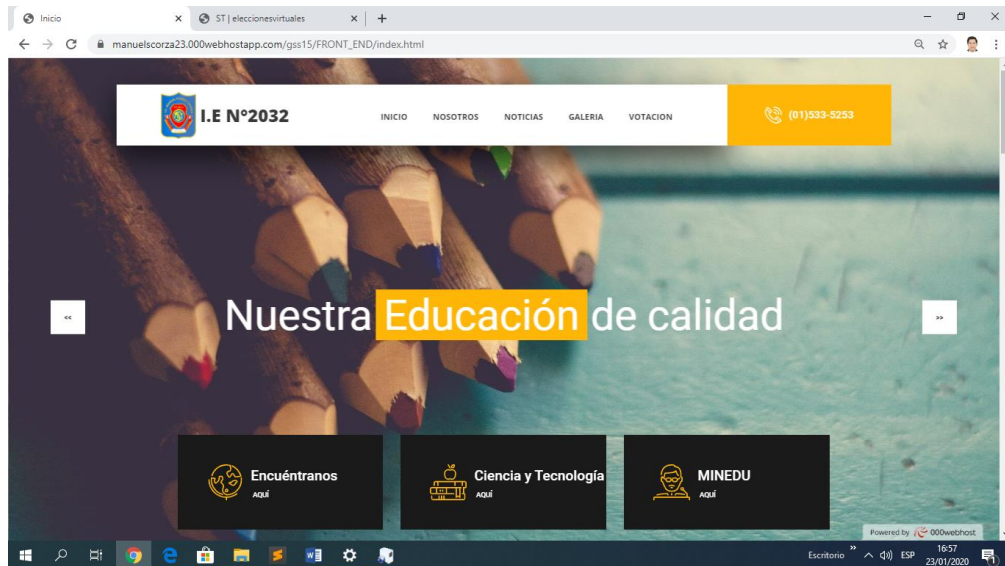 Inicio
ST | eleccionesvirtuales
manuelscorza23.000webhostapp.com/gss15/FRONT_END/index.html
I.E Nº2032
INICIO NOSOTROS NOTICIAS GALERIA VOTACION
(01)533-5253
<<
Nuestra Educación de calidad
>>
Encuéntranos
AQUÍ
Ciencia y Tecnología
AQUÍ
MINEDU
AQUÍ
Powered by 000webhost
Escritorio
ESP
16:57
23/01/2020